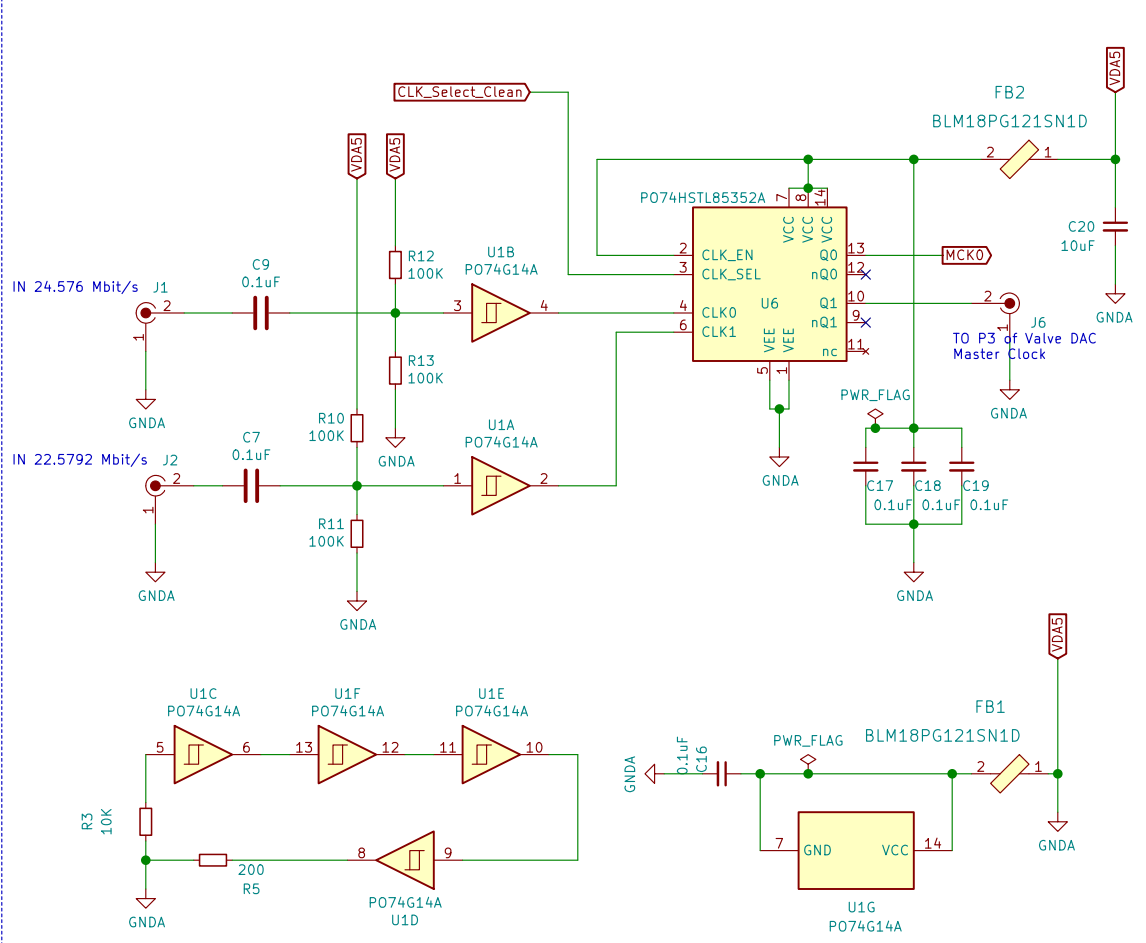 VDA5
CLK_Select_Clean
FB2
BLM18PG121SN1D
2
1
VDA5
VDA5
PO74HSTL85352A
7
8
14
VCC
VCC
VCC
C20
10uF
GNDA
R12
100K
U1B
PO74G14A
2
CLK_EN
3
CLK_SEL
Q0
13
MCK0
nQ0
12
C9
0.1uF
IN 24.576 Mbit/s
J1
2
1
GNDA
3
4
4
CLK0
6
CLK1
U6
Q1
10
nQ1
9
nc
11
VEE
VEE
5
1
2
1
J6
TO P3 of Valve DAC
Master Clock
GNDA
R13
100K
GNDA
R10
100K
U1A
PO74G14A
C7
0.1uF
IN 22.5792 Mbit/s
J2
2
1
GNDA
1
2
GNDA
PWR_FLAG
C17
0.1uF
C18
0.1uF
C19
0.1uF
GNDA
R11
100K
GNDA
VDA5
U1C
PO74G14A
U1F
PO74G14A
U1E
PO74G14A
5
6
13
12
11
10
R3
10K
8
9
200
R5
GNDA
PO74G14A
U1D
FB1
BLM18PG121SN1D
PWR_FLAG
GNDA
0.1uF
C16
2
1
GNDA
7
GND
VCC
14
U1G
PO74G14A